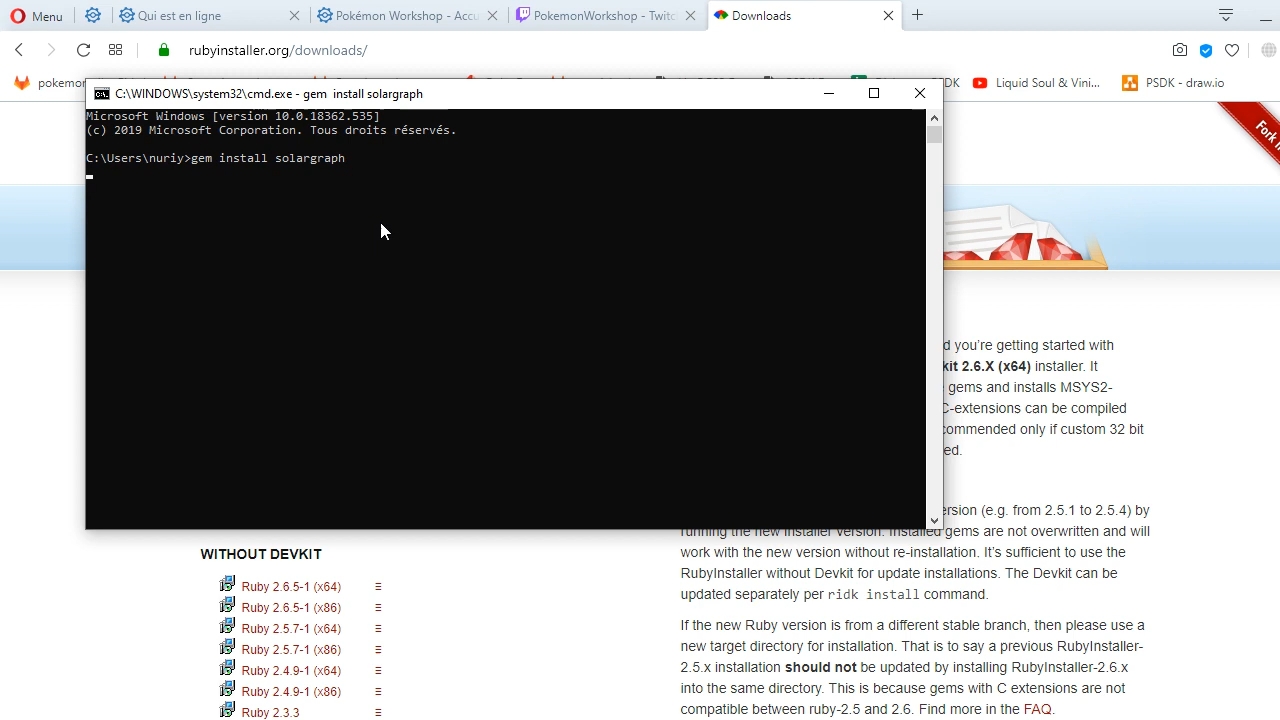 Menu
Qui est en ligne
Pokémon Workshop - Accu
PokemonWorkshop - Twitc
Downloads
rubyinstaller.org/downloads/
pokemon
DK
Liquid Soul & Vini...
PSDK - draw.io
C:\WINDOWS\system32\cmd.exe - gem install solargraph
Microsoft Windows [version 10.0.18362.535]
(c) 2019 Microsoft Corporation. Tous droits réservés.
C:\Users\nuriy>gem install solargraph
Fork
d you're getting started with
kit 2.6.X (x64) installer. It
gems and installs MSYS2-
C-extensions can be compiled
commended only if custom 32 bit
ed.
ersion (e.g. from 2.5.1 to 2.5.4) by
running the new installer version. Installed gems are not overwritten and will
work with the new version without re-installation. It's sufficient to use the
RubyInstaller without Devkit for update installations. The Devkit can be
updated separately per ridk install command.
If the new Ruby version is from a different stable branch, then please use a
new target directory for installation. That is to say a previous RubyInstaller-
2.5.x installation should not be updated by installing RubyInstaller-2.6.x
into the same directory. This is because gems with C extensions are not
compatible between ruby-2.5 and 2.6. Find more in the FAQ.
WITHOUT DEVKIT
Ruby 2.6.5-1 (x64)
Ruby 2.6.5-1 (x86)
Ruby 2.5.7-1 (x64)
Ruby 2.5.7-1 (x86)
Ruby 2.4.9-1 (x64)
Ruby 2.4.9-1 (x86)
Ruby 2.3.3